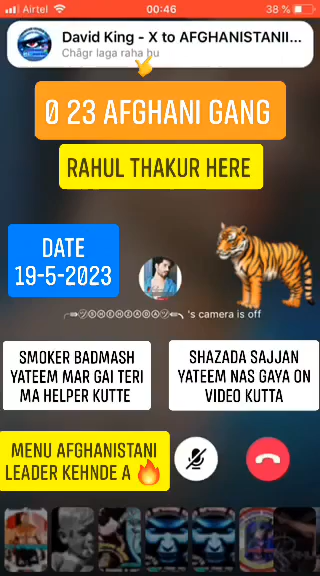 Airtel
00:46
38 %
David King - X to AFGHANISTANII...
Châgr laga raha hu
0 23 AFGHANI GANG
RAHUL THAKUR HERE
DATE
19-5-2023
's camera is off
SMOKER BADMASH
YATEEM MAR GAI TERI
MA HELPER KUTTE
SHAZADA SAJJAN
YATEEM NAS GAYA ON
VIDEO KUTTA
MENU AFGHANISTANI
LEADER KEHNDE A 🔥